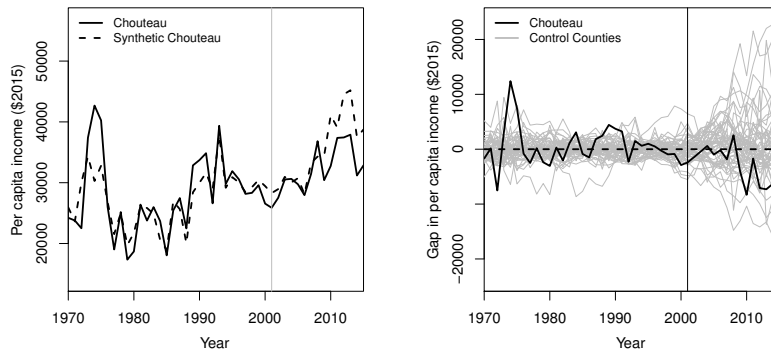 Chouteau
Synthetic Chouteau
Per capita income ($2015)
50000
40000
30000
20000
1970
1980
1990
2000
2010
Year
Chouteau
Control Counties
Gap in per capita income ($2015)
20000
10000
0
-20000
1970
1980
1990
2000
2010
Year